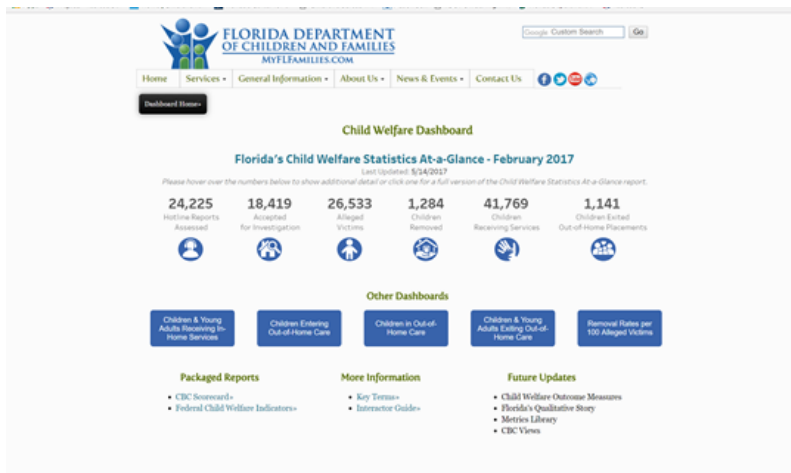 FLORIDA DEPARTMENT
OF CHILDREN AND FAMILIES
MYFLFAMILIES.COM
Google Custom Search Go
Home Services General Information About Us News & Events Contact Us
Dashboard Home»
Child Welfare Dashboard
Florida's Child Welfare Statistics At-a-Glance - February 2017
Last Updated: 5/14/2017
Please hover over the numbers below to show additional detail or click one for a full version of the Child Welfare Statistics At-a-Glance report.
24,225 18,419 26,533 1,284 41,769 1,141
Hotline Reports Accepted Alleged Children Children Children Exited
Assessed for Investigation Victims Removed Receiving Services Out-of-Home Placements
Other Dashboards
Children & Young
Adults Receiving In-
Home Services
Children Entering
Out-of-Home Care
Children in Out-of-
Home Care
Children & Young
Adults Exiting Out-of-
Home Care
Removal Rates per
100 Alleged Victims
Packaged Reports
CBC Scorecard»
Federal Child Welfare Indicators»
More Information
Key Terms»
Interactor Guide»
Future Updates
Child Welfare Outcome Measures
Florida's Qualitative Story
Metrics Library
CBC Views